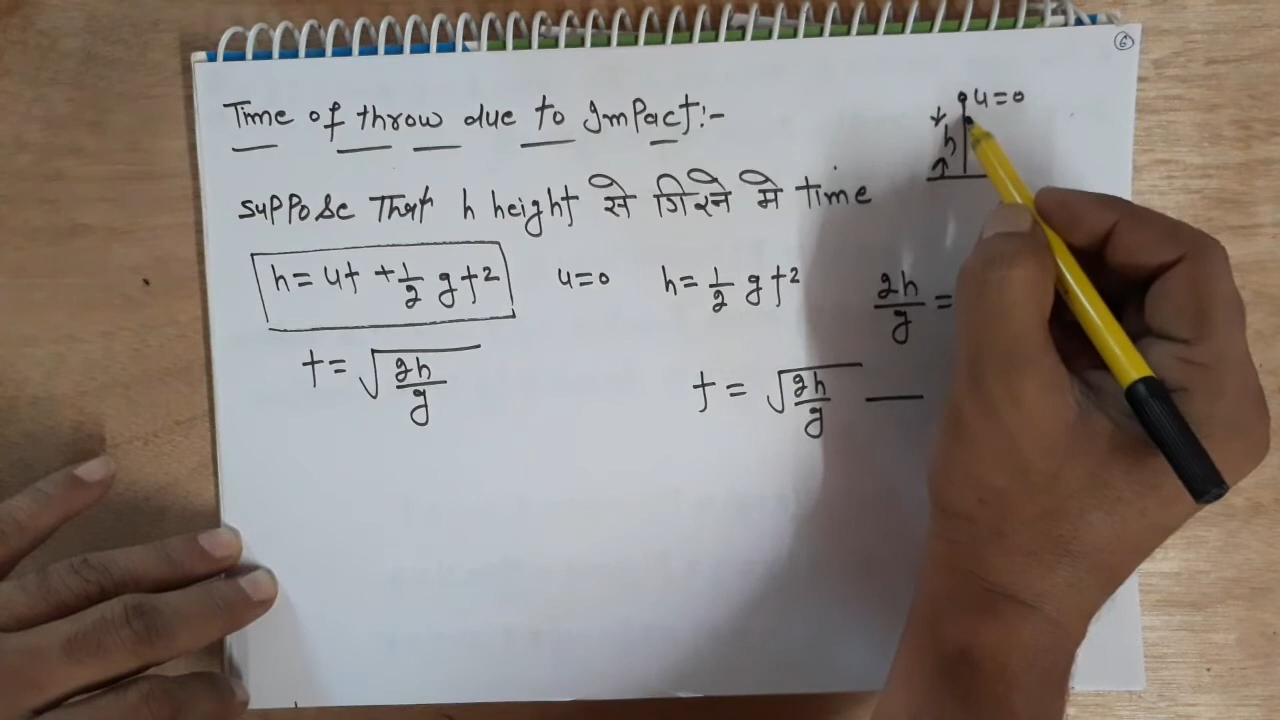 6
Time of throw due to Impact:-
u=0
h
Suppose That h height से गिरने मे time
h = ut + 1/2 gt² u=0 h = 1/2 gt² 2h/g =
t = √2h/g t = √2h/g —